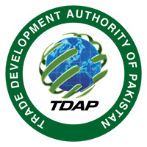 TRADE DEVELOPMENT AUTHORITY OF PAKISTAN
TDAP